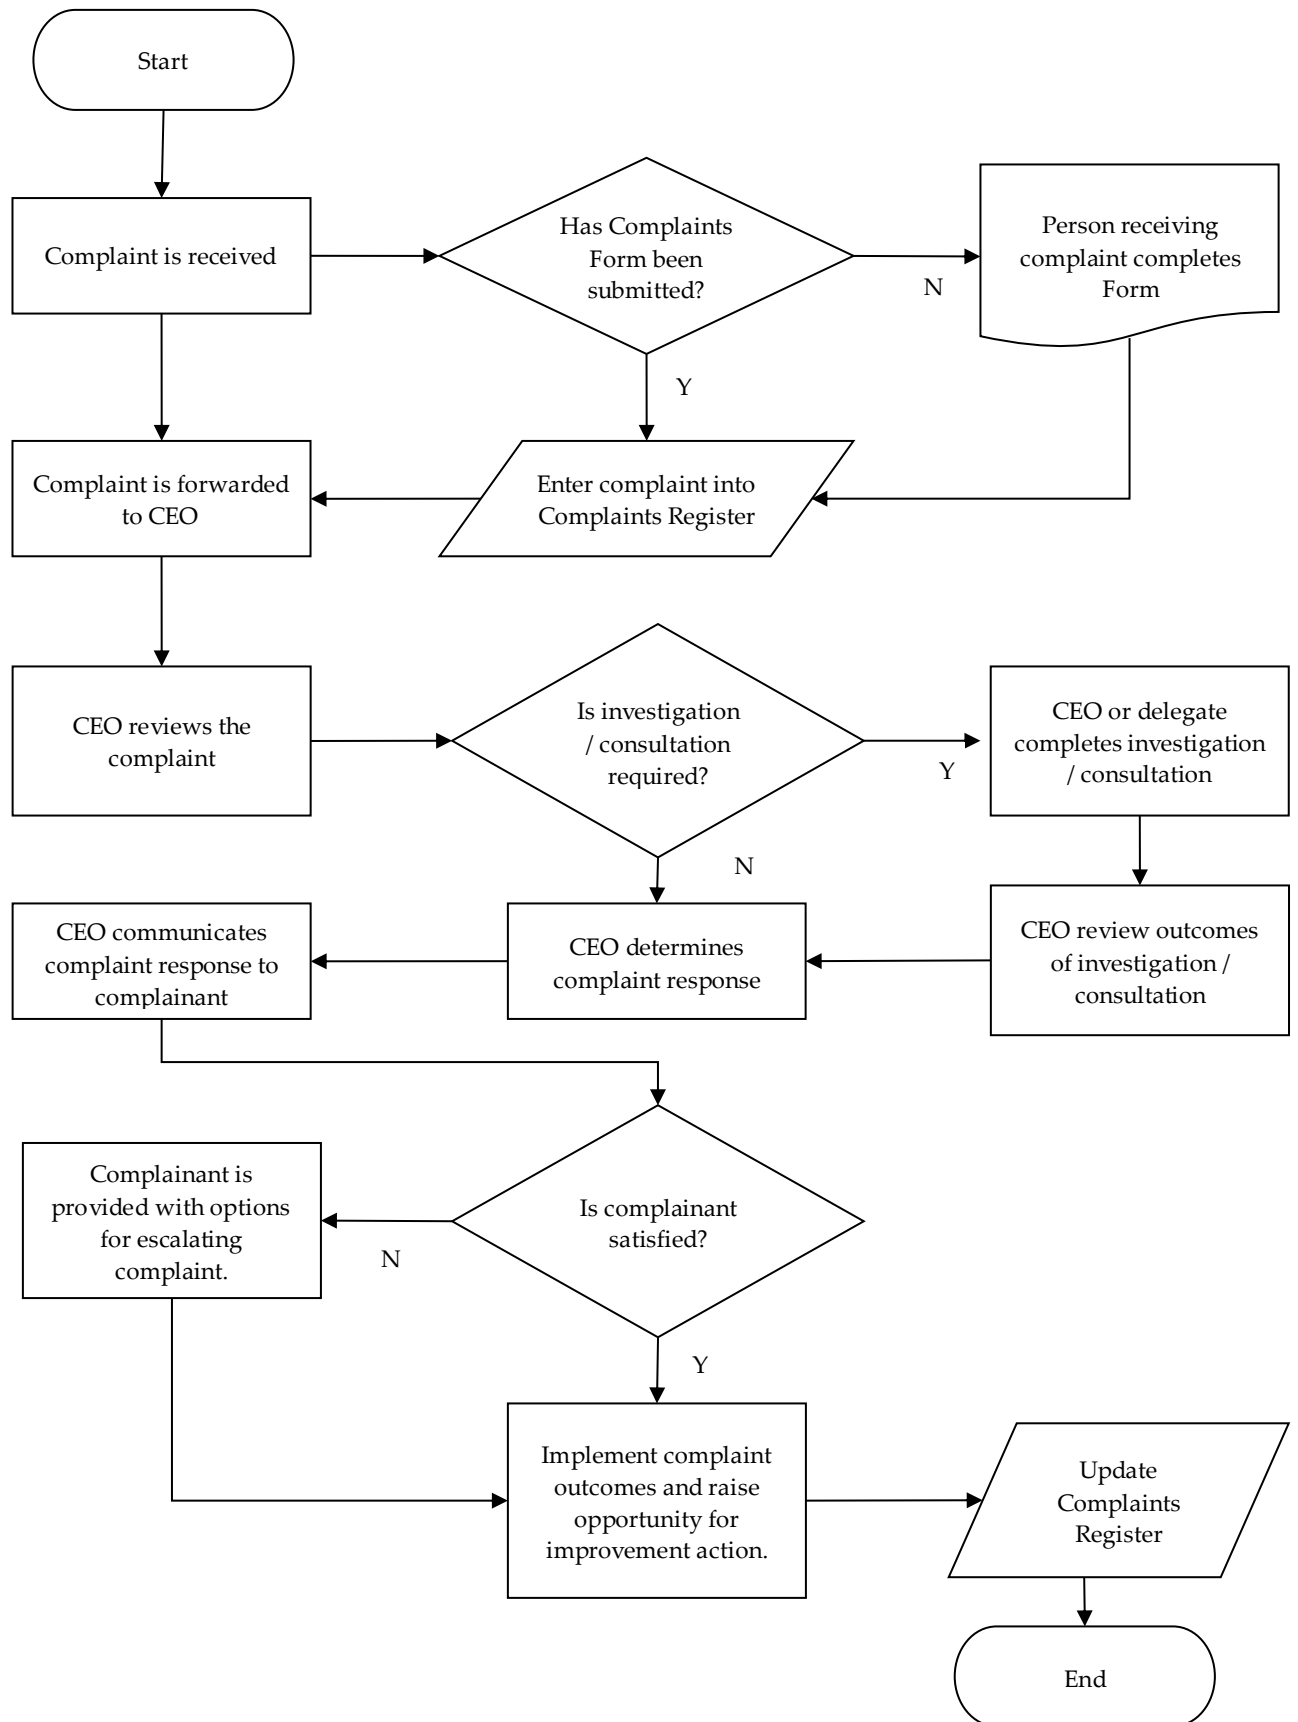 Start
Complaint is received
Has Complaints
Form been
submitted?
N
Person receiving
complaint completes
Form
Y
Complaint is forwarded
to CEO
Enter complaint into
Complaints Register
CEO reviews the
complaint
Is investigation
/ consultation
required?
Y
CEO or delegate
completes investigation
/ consultation
N
CEO communicates
complaint response to
complainant
CEO determines
complaint response
CEO review outcomes
of investigation /
consultation
Complainant is
provided with options
for escalating
complaint.
N
Is complainant
satisfied?
Y
Implement complaint
outcomes and raise
opportunity for
improvement action.
Update
Complaints
Register
End